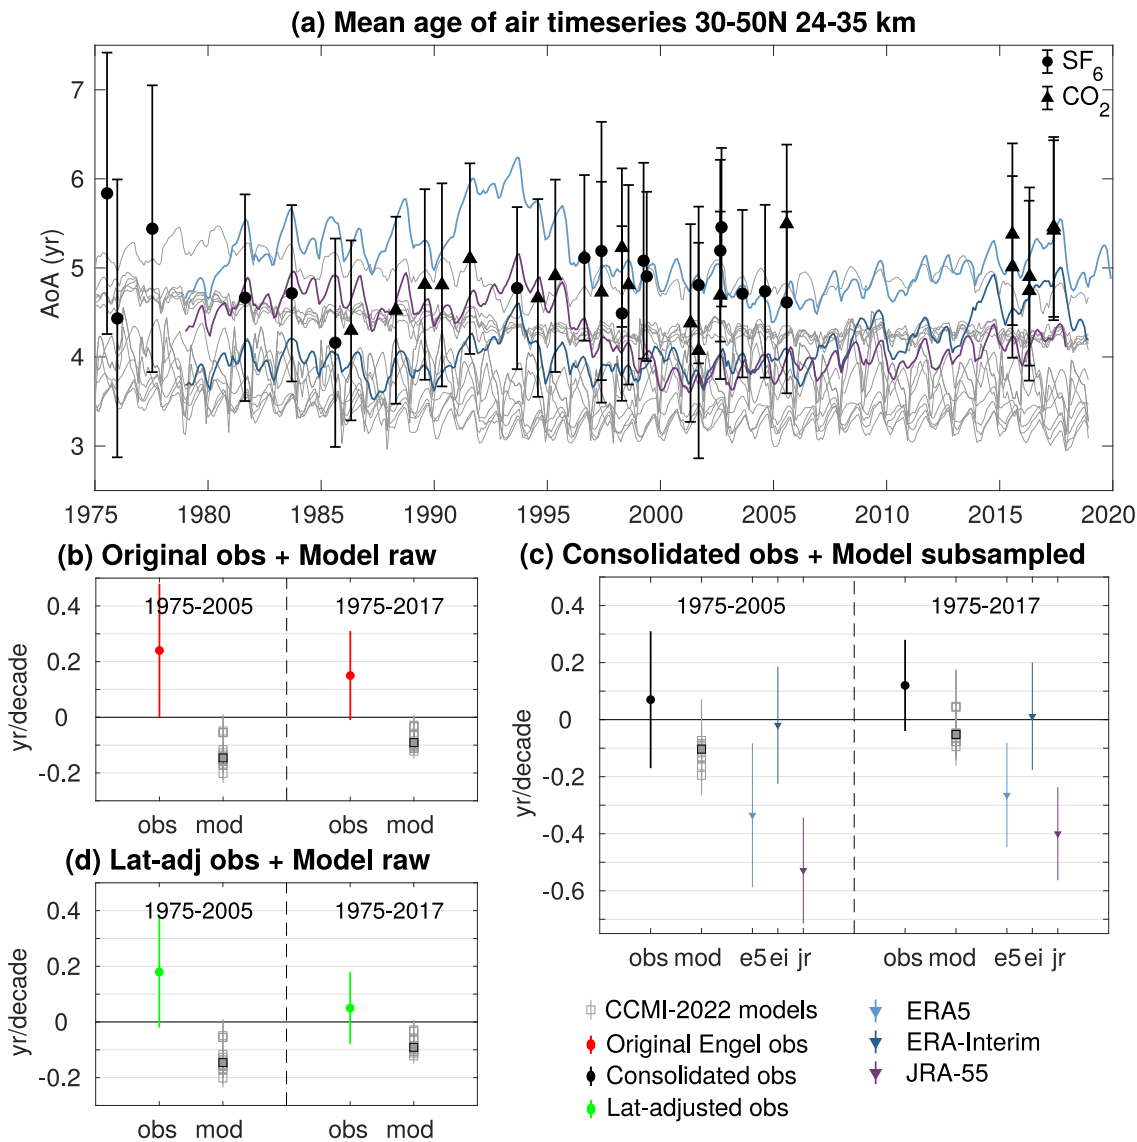 (a) Mean age of air timeseries 30-50N 24-35 km
SF6
CO2
AoA (yr)
7
6
5
4
3
1975 1980 1985 1990 1995 2000 2005 2010 2015 2020
(b) Original obs + Model raw
1975-2005 1975-2017
yr/decade
0.4
0.2
0
-0.2
obs mod obs mod
(c) Consolidated obs + Model subsampled
1975-2005 1975-2017
yr/decade
0.4
0.2
0
-0.2
-0.4
-0.6
obs mod e5 ei jr obs mod e5 ei jr
(d) Lat-adj obs + Model raw
1975-2005 1975-2017
yr/decade
0.4
0.2
0
-0.2
obs mod obs mod
CCMI-2022 models
Original Engel obs
Consolidated obs
Lat-adjusted obs
ERA5
ERA-Interim
JRA-55